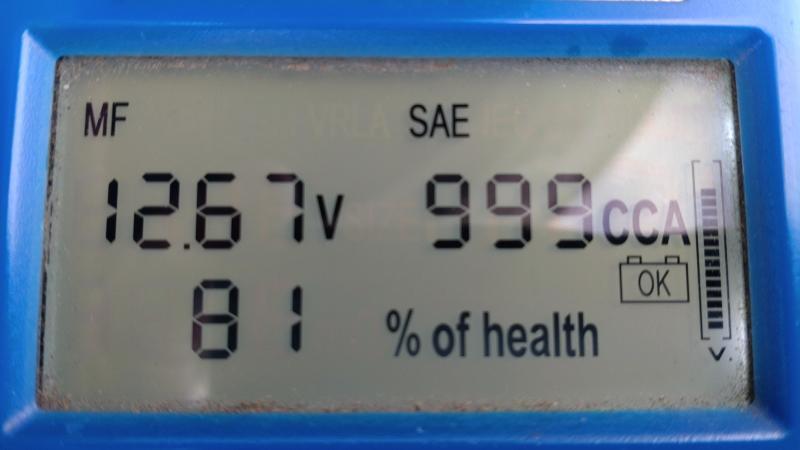 MF SAE
12.67V 999CCA
OK
81 % of health